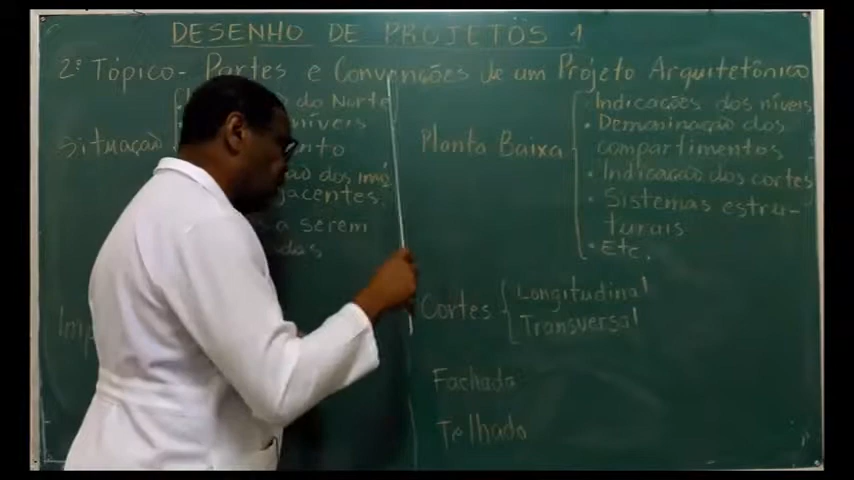 DESENHO DE PROJETOS 1
2º Tópico - Partes e Convenções de um Projeto Arquitetônico
Situação
do Norte
níveis
dos imó
jacentes.
a serem
Planta Baixa
Indicações dos níveis
• Denominação dos
compartimentos
• Indicação dos cortes
• Sistemas estru-
turais
• Etc.
Cortes
Longitudinal
Transversal
Fachada
Telhado